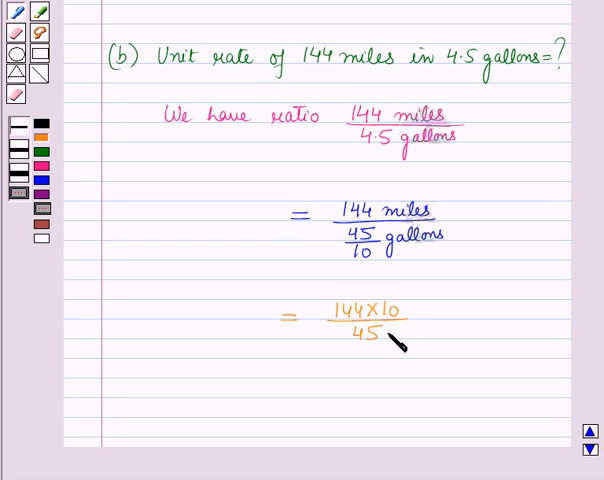 (b) Unit rate of 144 miles in 4.5 gallons=?
We have ratio 144 miles
4.5 gallons
= 144 miles
45
10 gallons
= 144×10
45